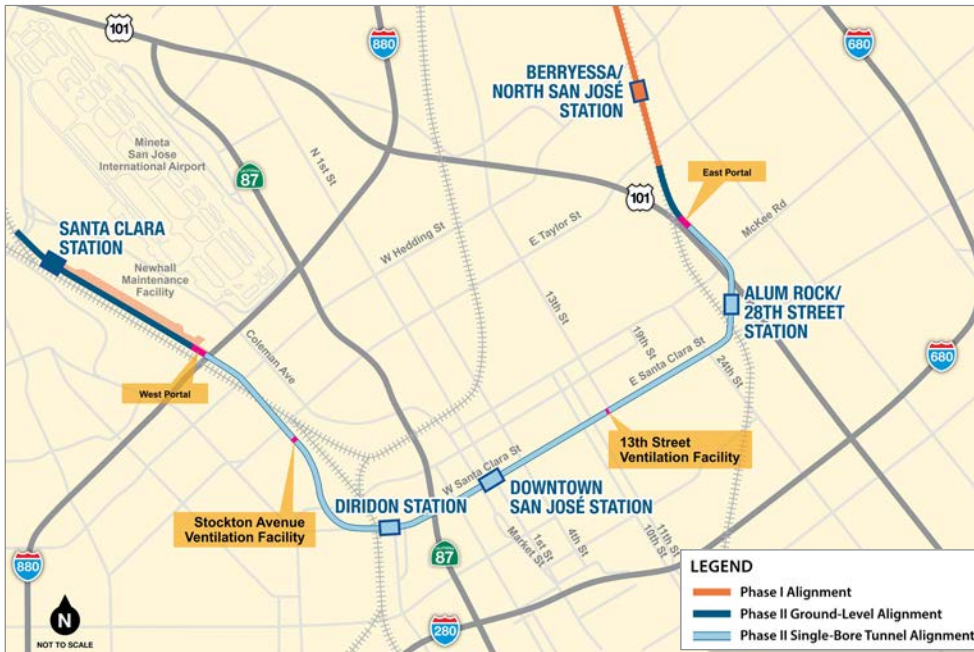 101
880
680
BERRYESSA/
NORTH SAN JOSÉ
STATION
Mineta
San Jose
International Airport
N 1st St
CALIFORNIA
87
East Portal
101
McKee Rd
SANTA CLARA
STATION
W Hedding St
E Taylor St
Newhall
Maintenance
Facility
ALUM ROCK/
28TH STREET
STATION
13th St
19th St
E Santa Clara St
24th St
Coleman Ave
680
West Portal
13th Street
Ventilation Facility
W Santa Clara St
DOWNTOWN
SAN JOSÉ STATION
DIRIDON STATION
Stockton Avenue
Ventilation Facility
Market St
1st St
4th St
10th St
11th St
CALIFORNIA
87
880
280
N
NOT TO SCALE
LEGEND
Phase I Alignment
Phase II Ground-Level Alignment
Phase II Single-Bore Tunnel Alignment